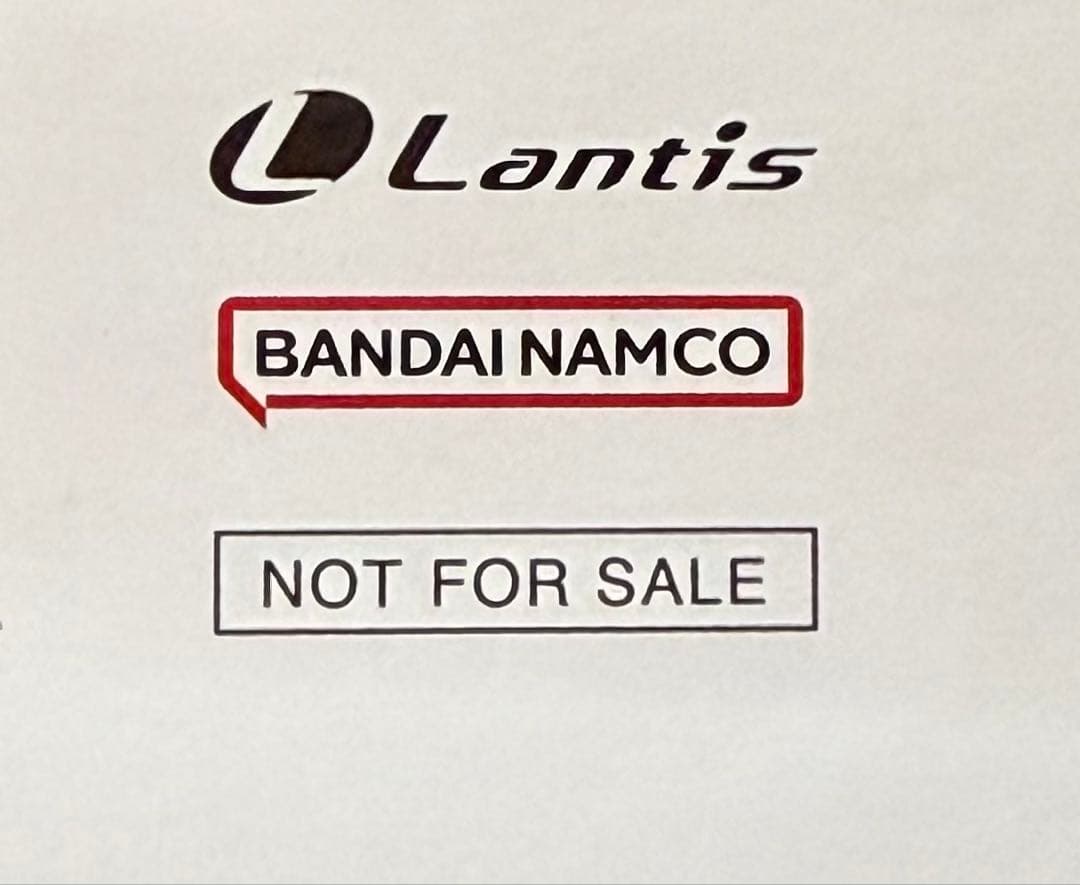 Lantis
BANDAI NAMCO
NOT FOR SALE